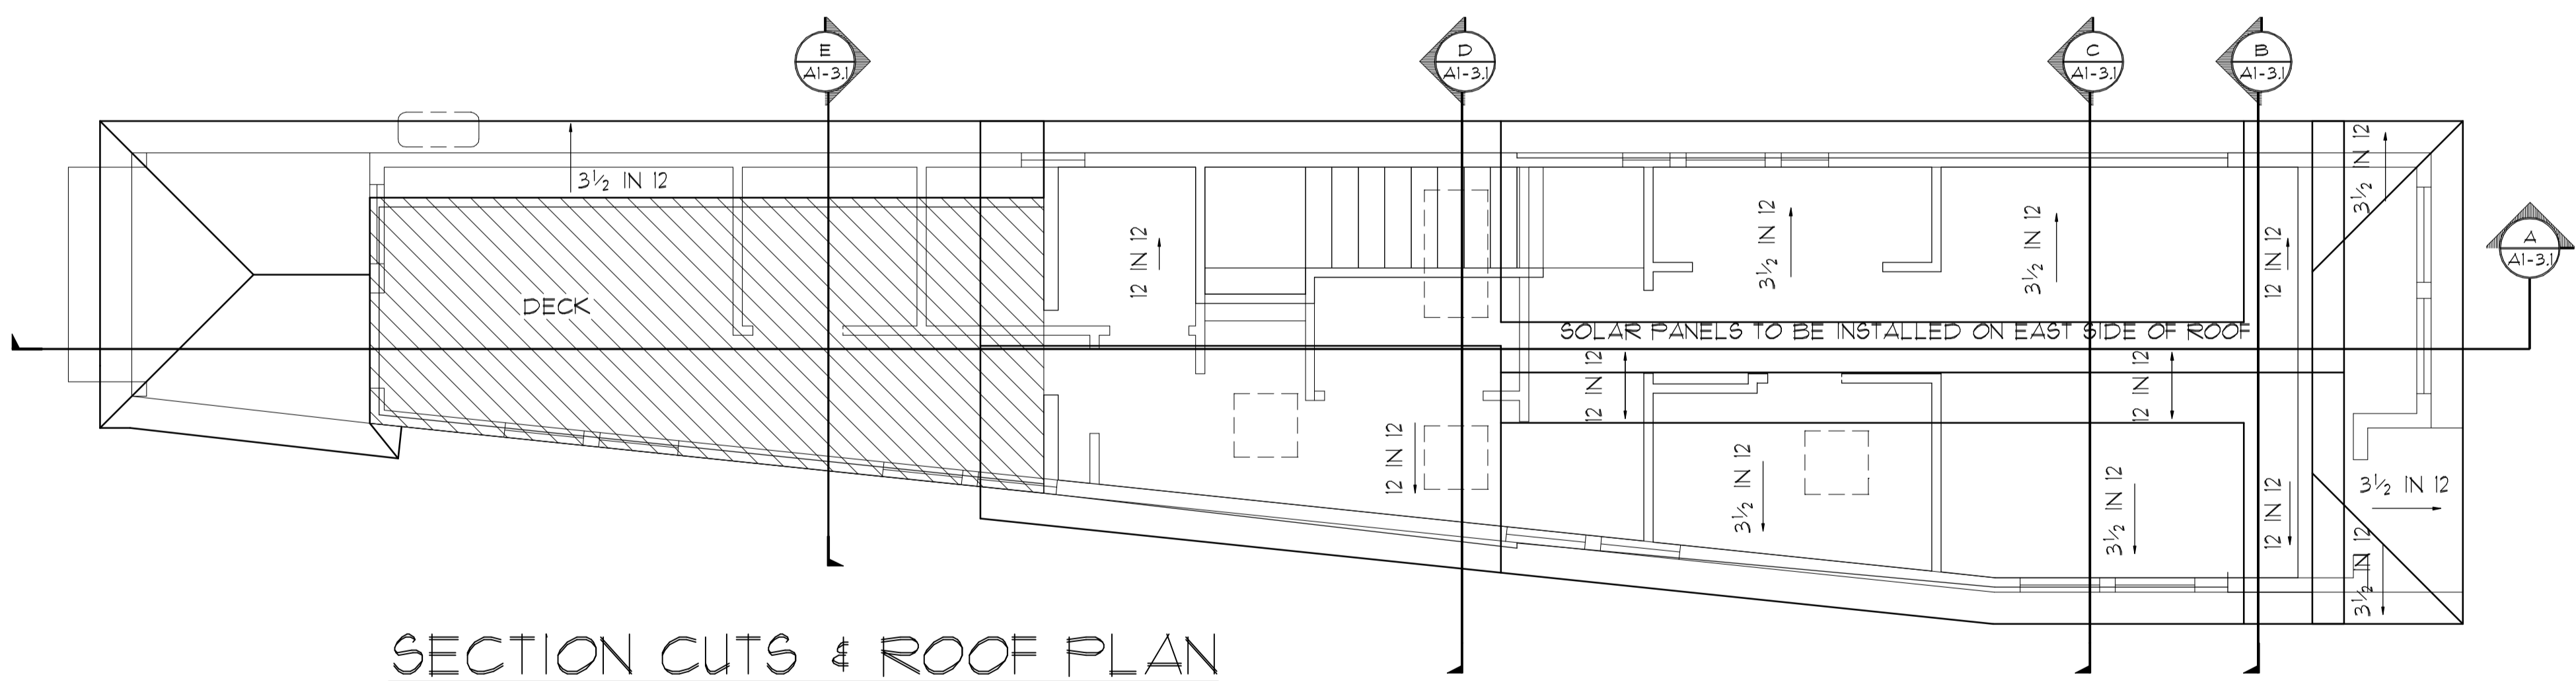 E
A1-3.1
D
A1-3.1
C
A1-3.1
B
A1-3.1
3½ IN 12
3½ IN 12
12 IN 12
3½ IN 12
3½ IN 12
12 IN 12
A
A1-3.1
DECK
SOLAR PANELS TO BE INSTALLED ON EAST SIDE OF ROOF
12 IN 12
12 IN 12
12 IN 12
3½ IN 12
3½ IN 12
12 IN 12
3½ IN 12
3½ IN 12
SECTION CUTS & ROOF PLAN